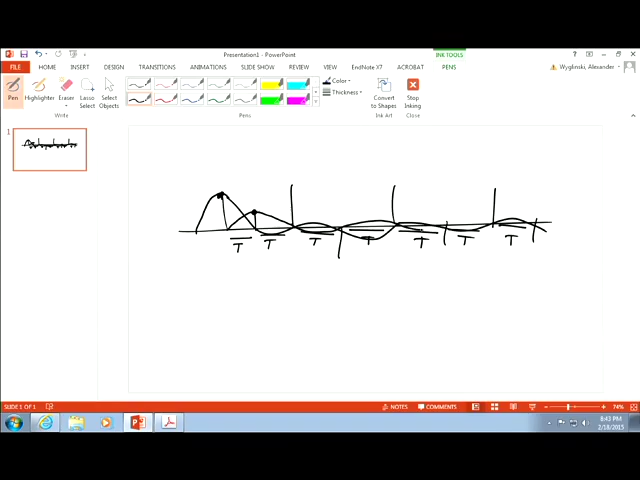 Presentation1 - PowerPoint
INK TOOLS
FILE HOME INSERT DESIGN TRANSITIONS ANIMATIONS SLIDE SHOW REVIEW VIEW EndNote X7 ACROBAT PENS
Wyglinski, Alexander
Pen Highlighter Eraser Lasso Select Select Objects
Color
Thickness
Convert to Shapes Stop Inking
Write Pens Ink Art Close
1
T T T T T T T
SLIDE 1 OF 1 NOTES COMMENTS 74%
8:43 PM
2/18/2015